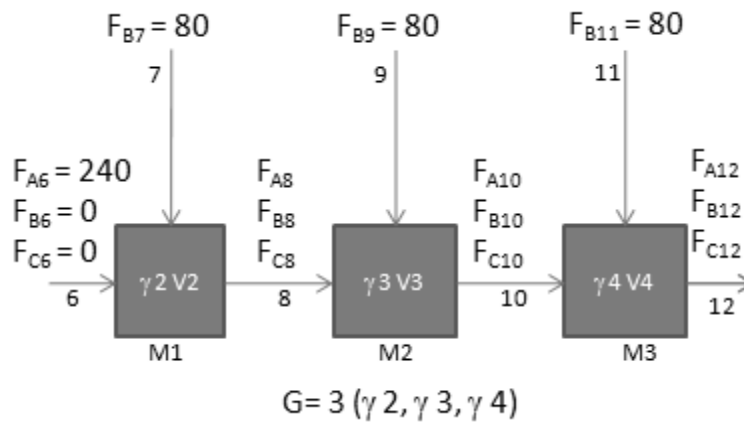 F_B7 = 80
F_B9 = 80
F_B11 = 80
7
9
11
F_A6 = 240
F_B6 = 0
F_C6 = 0
6
γ 2 V2
M1
F_A8
F_B8
F_C8
8
γ 3 V3
M2
F_A10
F_B10
F_C10
10
γ 4 V4
M3
F_A12
F_B12
F_C12
12
G= 3 (γ 2, γ 3, γ 4)